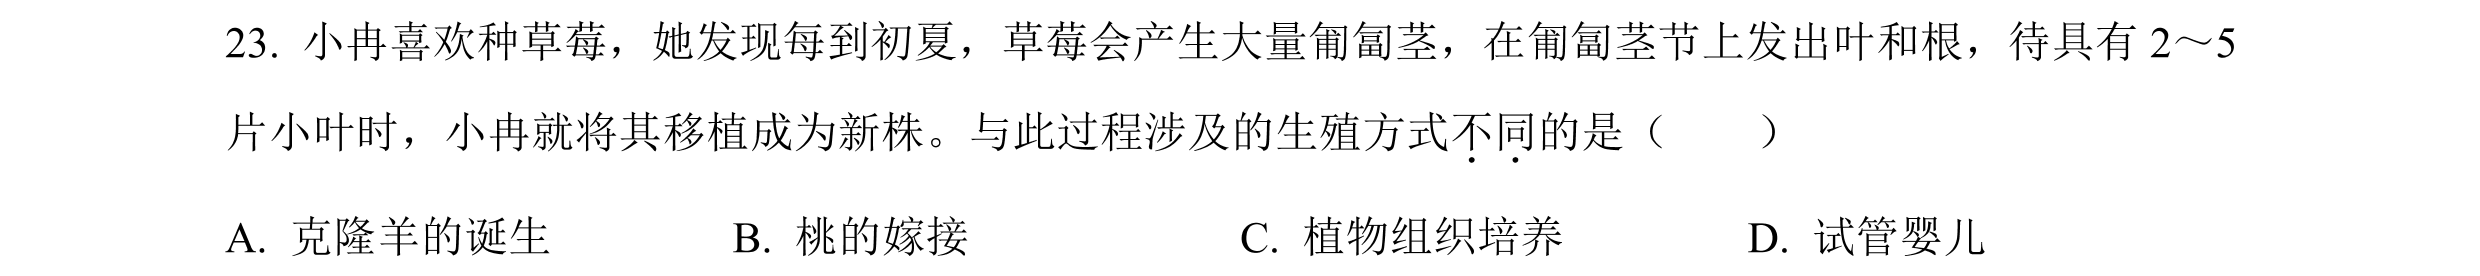 23. 小冉喜欢种草莓，她发现每到初夏，草莓会产生大量匍匐茎，在匍匐茎节上发出叶和根，待具有 2～5
片小叶时，小冉就将其移植成为新株。与此过程涉及的生殖方式不同的是（　　）
A. 克隆羊的诞生 B. 桃的嫁接 C. 植物组织培养 D. 试管婴儿